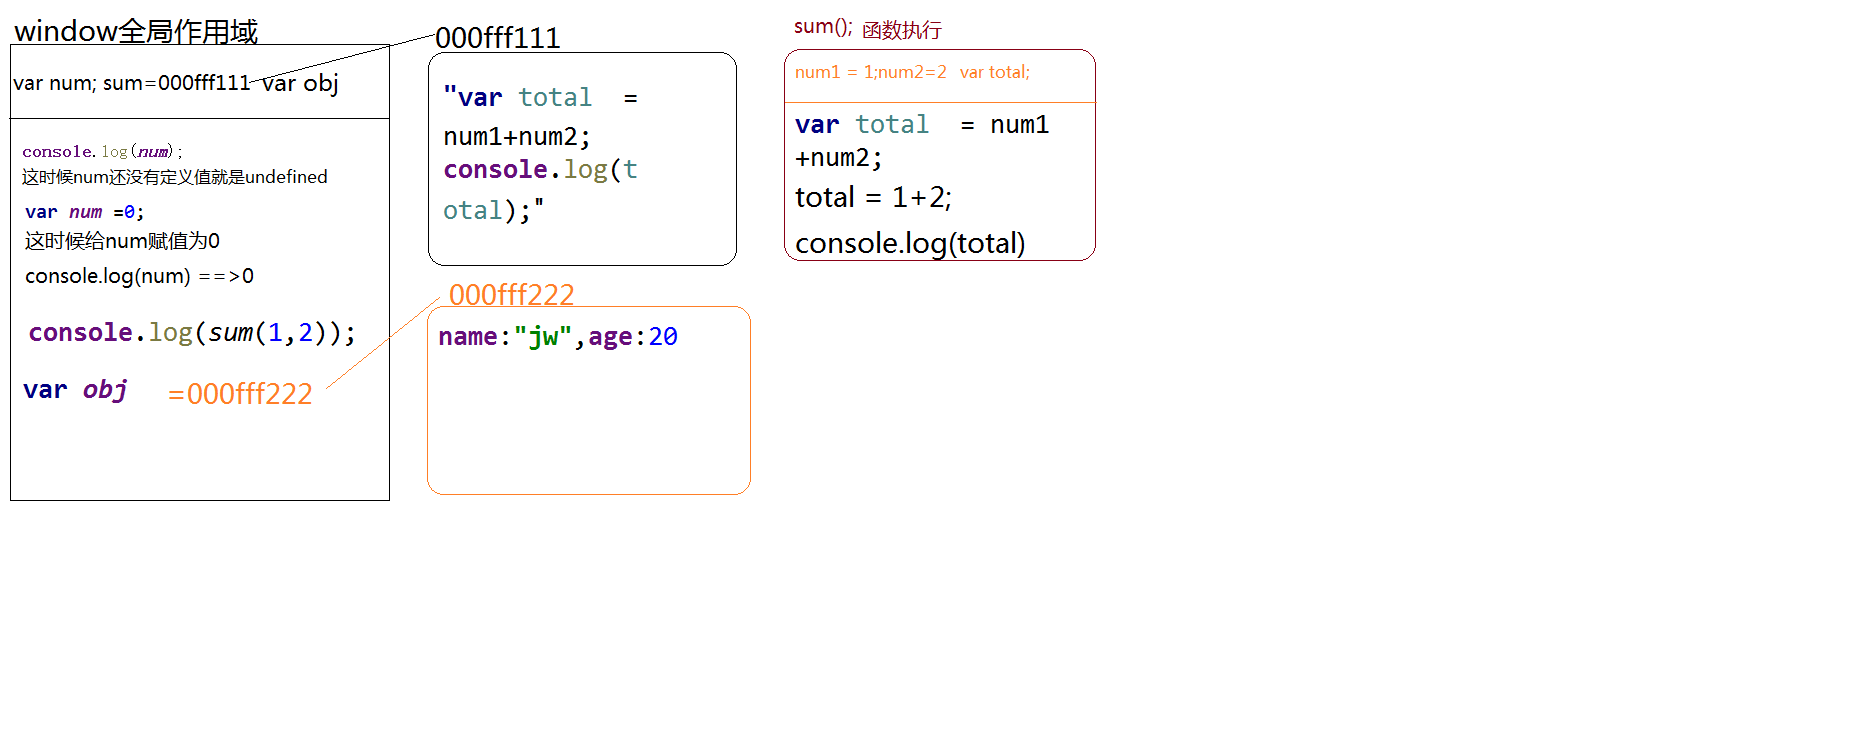 window全局作用域
var num; sum=000fff111 var obj
console.log(num);
这时候num还没有定义值就是undefined
var num =0;
这时候给num赋值为0
console.log(num) ==>0
console.log(sum(1,2));
var obj =000fff222
000fff111
"var total =
num1+num2;
console.log(t
otal);"
000fff222
name:"jw",age:20
sum(); 函数执行
num1 = 1;num2=2 var total;
var total = num1
+num2;
total = 1+2;
console.log(total)